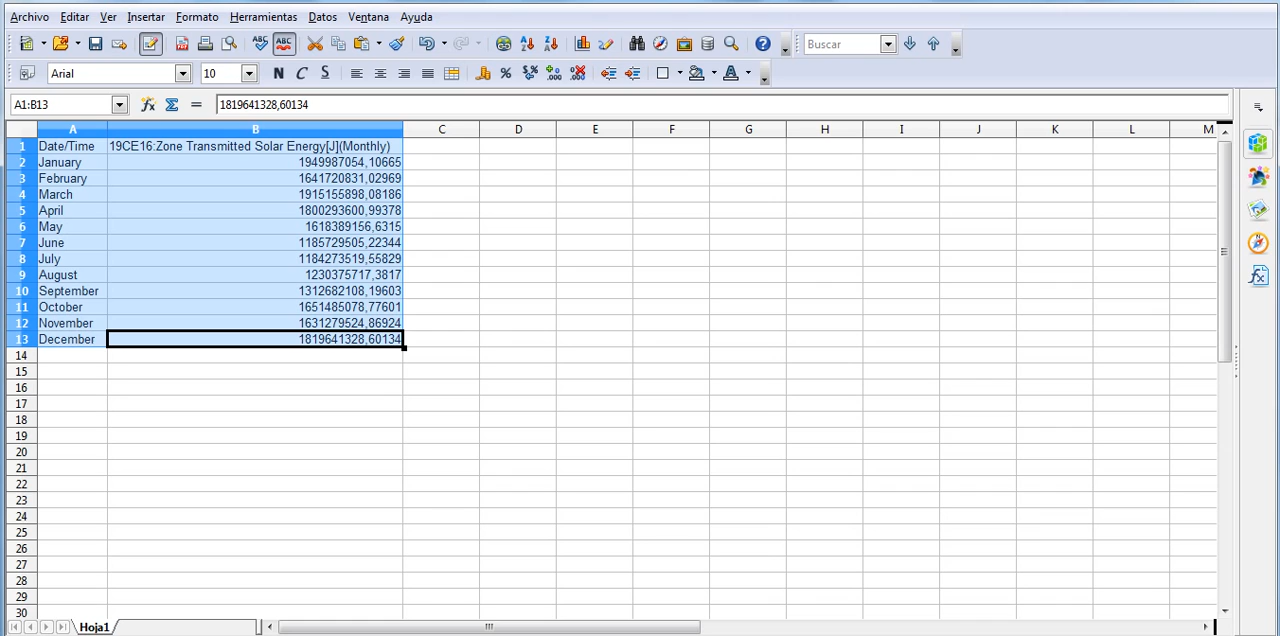 Archivo Editar Ver Insertar Formato Herramientas Datos Ventana Ayuda
ABC ABC Buscar
Arial 10 N C S % .000 .000
A1:B13 Σ = 1819641328,60134
A B C D E F G H I J K L M
1 Date/Time 19CE16:Zone Transmitted Solar Energy[J](Monthly)
2 January 1949987054,10665
3 February 1641720831,02969
4 March 1915155898,08186
5 April 1800293600,99378
6 May 1618389156,6315
7 June 1185729505,22344
8 July 1184273519,55829
9 August 1230375717,3817
10 September 1312682108,19603
11 October 1651485078,77601
12 November 1631279524,86924
13 December 1819641328,60134
14
15
16
17
18
19
20
21
22
23
24
25
26
27
28
29
30
Hoja1